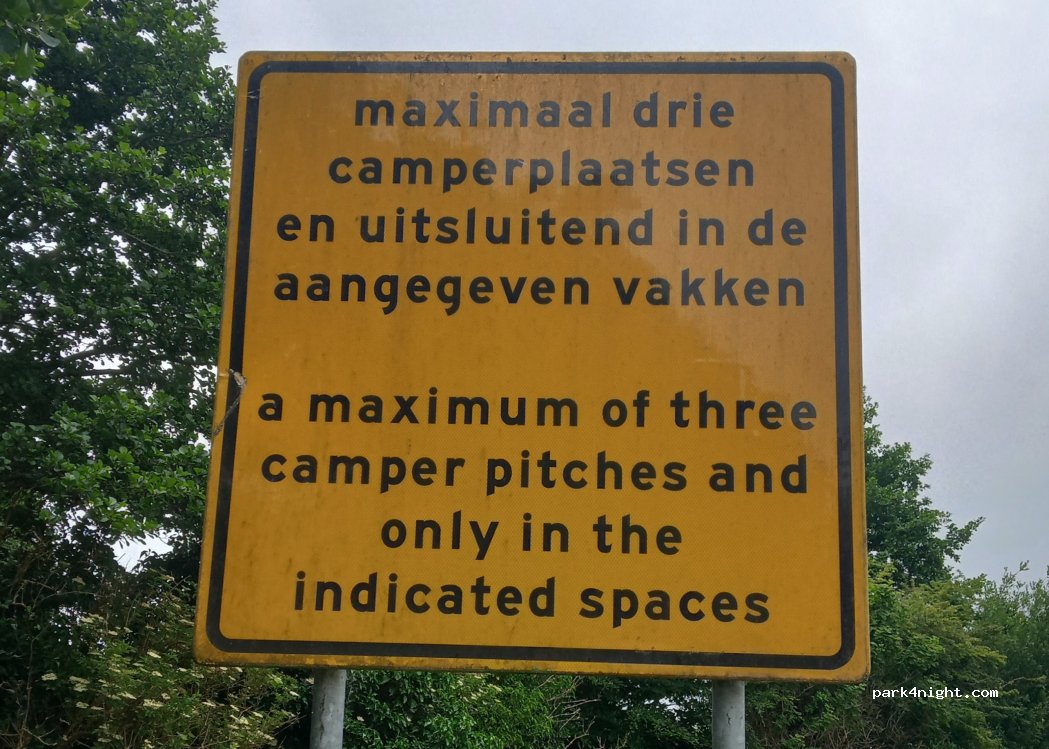 maximaal drie
camperplaatsen
en uitsluitend in de
aangegeven vakken
a maximum of three
camper pitches and
only in the
indicated spaces
park4night.com